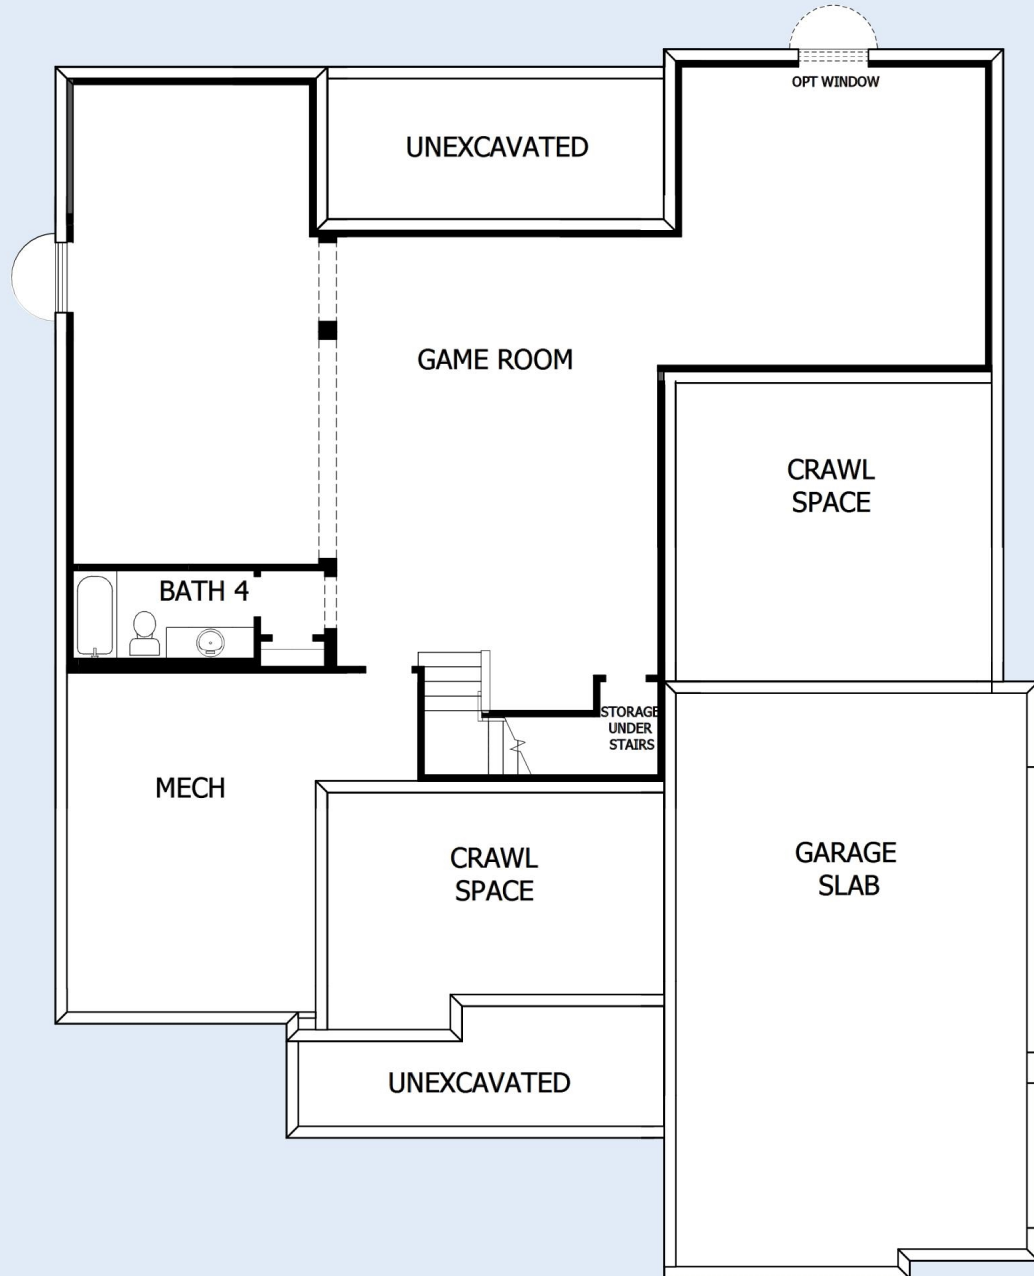 OPT WINDOW
UNEXCAVATED
GAME ROOM
CRAWL
SPACE
BATH 4
STORAGE
UNDER
STAIRS
MECH
CRAWL
SPACE
GARAGE
SLAB
UNEXCAVATED